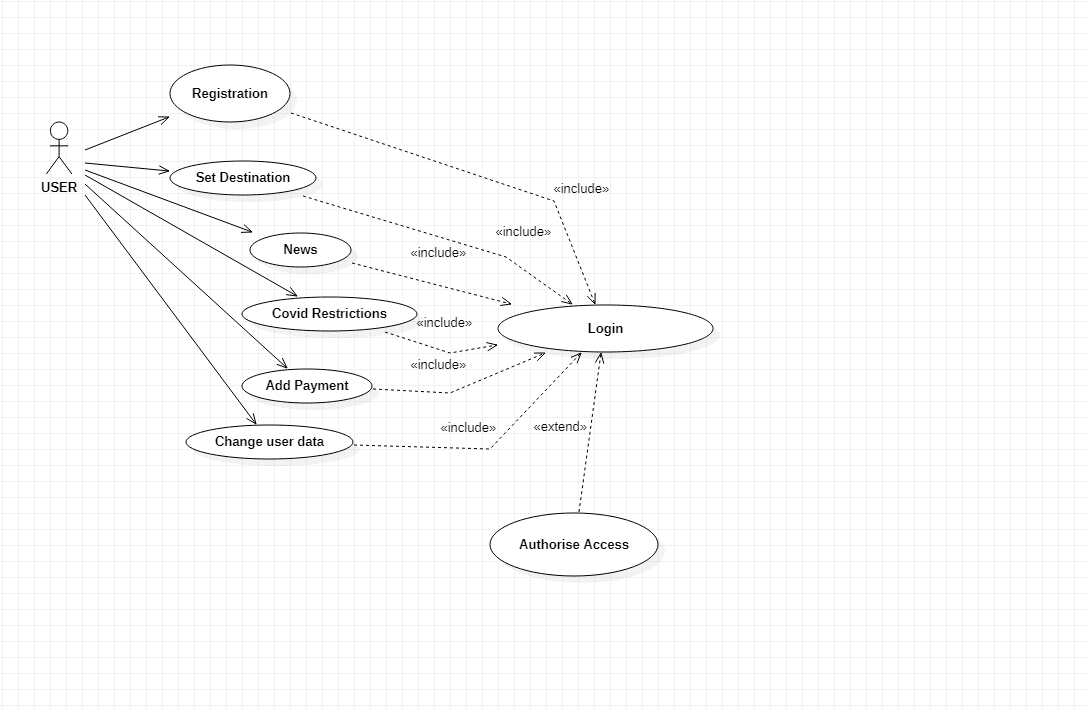 Registration
USER
Set Destination
«include»
«include»
News
«include»
Covid Restrictions
«include»
Login
«include»
Add Payment
«include»
«extend»
Change user data
Authorise Access